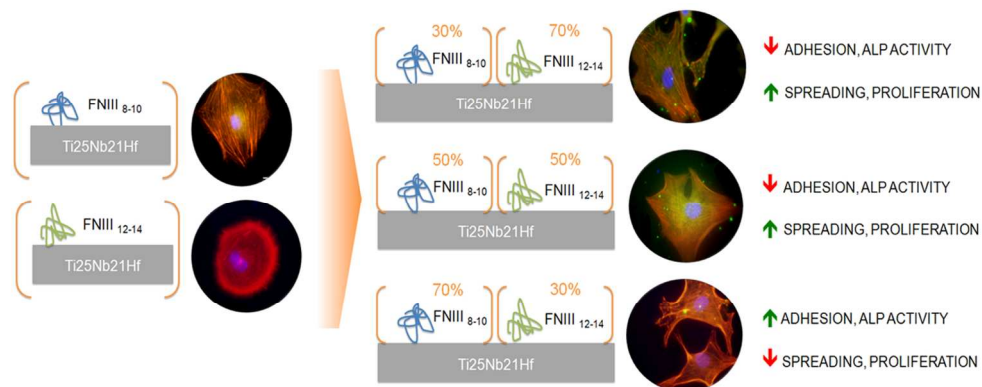 FNIII 8-10
Ti25Nb21Hf
FNIII 12-14
Ti25Nb21Hf
30% 70%
FNIII 8-10 FNIII 12-14
Ti25Nb21Hf
ADHESION, ALP ACTIVITY
SPREADING, PROLIFERATION
50% 50%
FNIII 8-10 FNIII 12-14
Ti25Nb21Hf
ADHESION, ALP ACTIVITY
SPREADING, PROLIFERATION
70% 30%
FNIII 8-10 FNIII 12-14
Ti25Nb21Hf
ADHESION, ALP ACTIVITY
SPREADING, PROLIFERATION